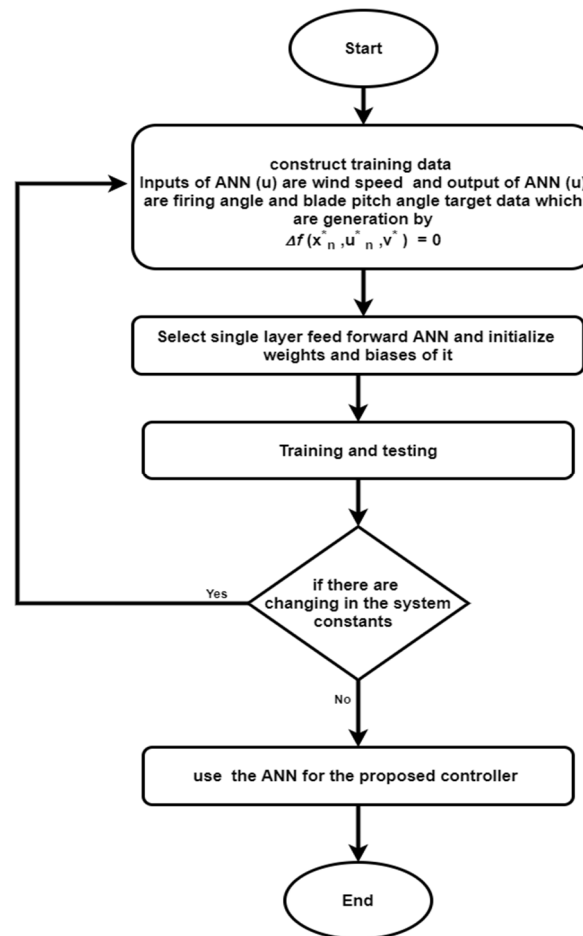 Start
construct training data
Inputs of ANN (u) are wind speed and output of ANN (u)
are firing angle and blade pitch angle target data which
are generation by
Δf (x*n ,u*n ,v* ) = 0
Select single layer feed forward ANN and initialize
weights and biases of it
Training and testing
if there are
changing in the system
constants
Yes
No
use the ANN for the proposed controller
End